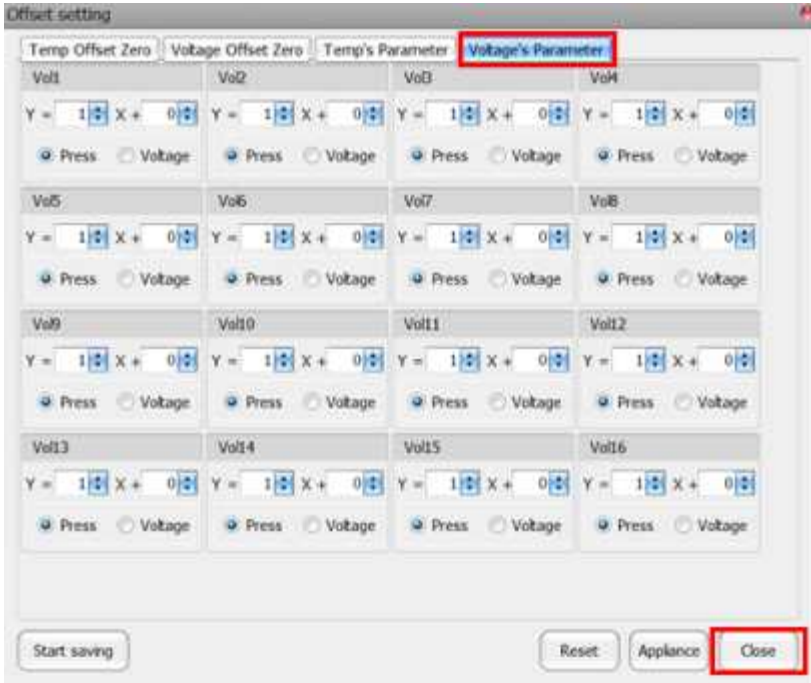 Offset setting
Temp Offset Zero Voltage Offset Zero Temp's Parameter Voltage's Parameter
Vol1 Vol2 Vol3 Vol4
Y = 1 X + 0 Y = 1 X + 0 Y = 1 X + 0 Y = 1 X + 0
Press Voltage Press Voltage Press Voltage Press Voltage
Vol5 Vol6 Vol7 Vol8
Y = 1 X + 0 Y = 1 X + 0 Y = 1 X + 0 Y = 1 X + 0
Press Voltage Press Voltage Press Voltage Press Voltage
Vol9 Vol10 Vol11 Vol12
Y = 1 X + 0 Y = 1 X + 0 Y = 1 X + 0 Y = 1 X + 0
Press Voltage Press Voltage Press Voltage Press Voltage
Vol13 Vol14 Vol15 Vol16
Y = 1 X + 0 Y = 1 X + 0 Y = 1 X + 0 Y = 1 X + 0
Press Voltage Press Voltage Press Voltage Press Voltage
Start saving Reset Appliance Close